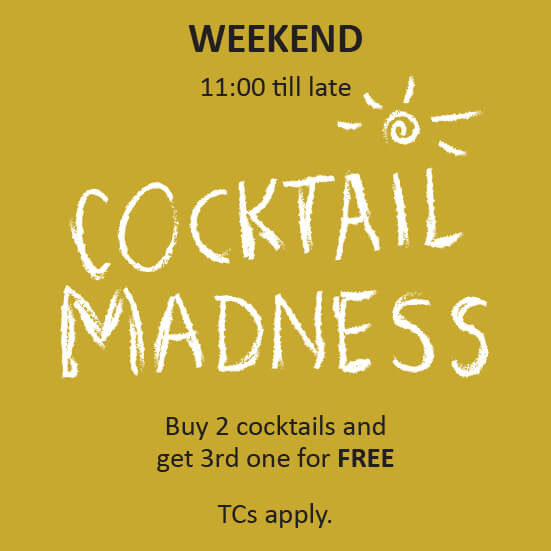 WEEKEND
11:00 till late
COCKTAIL
MADNESS
Buy 2 cocktails and
get 3rd one for FREE
TCs apply.